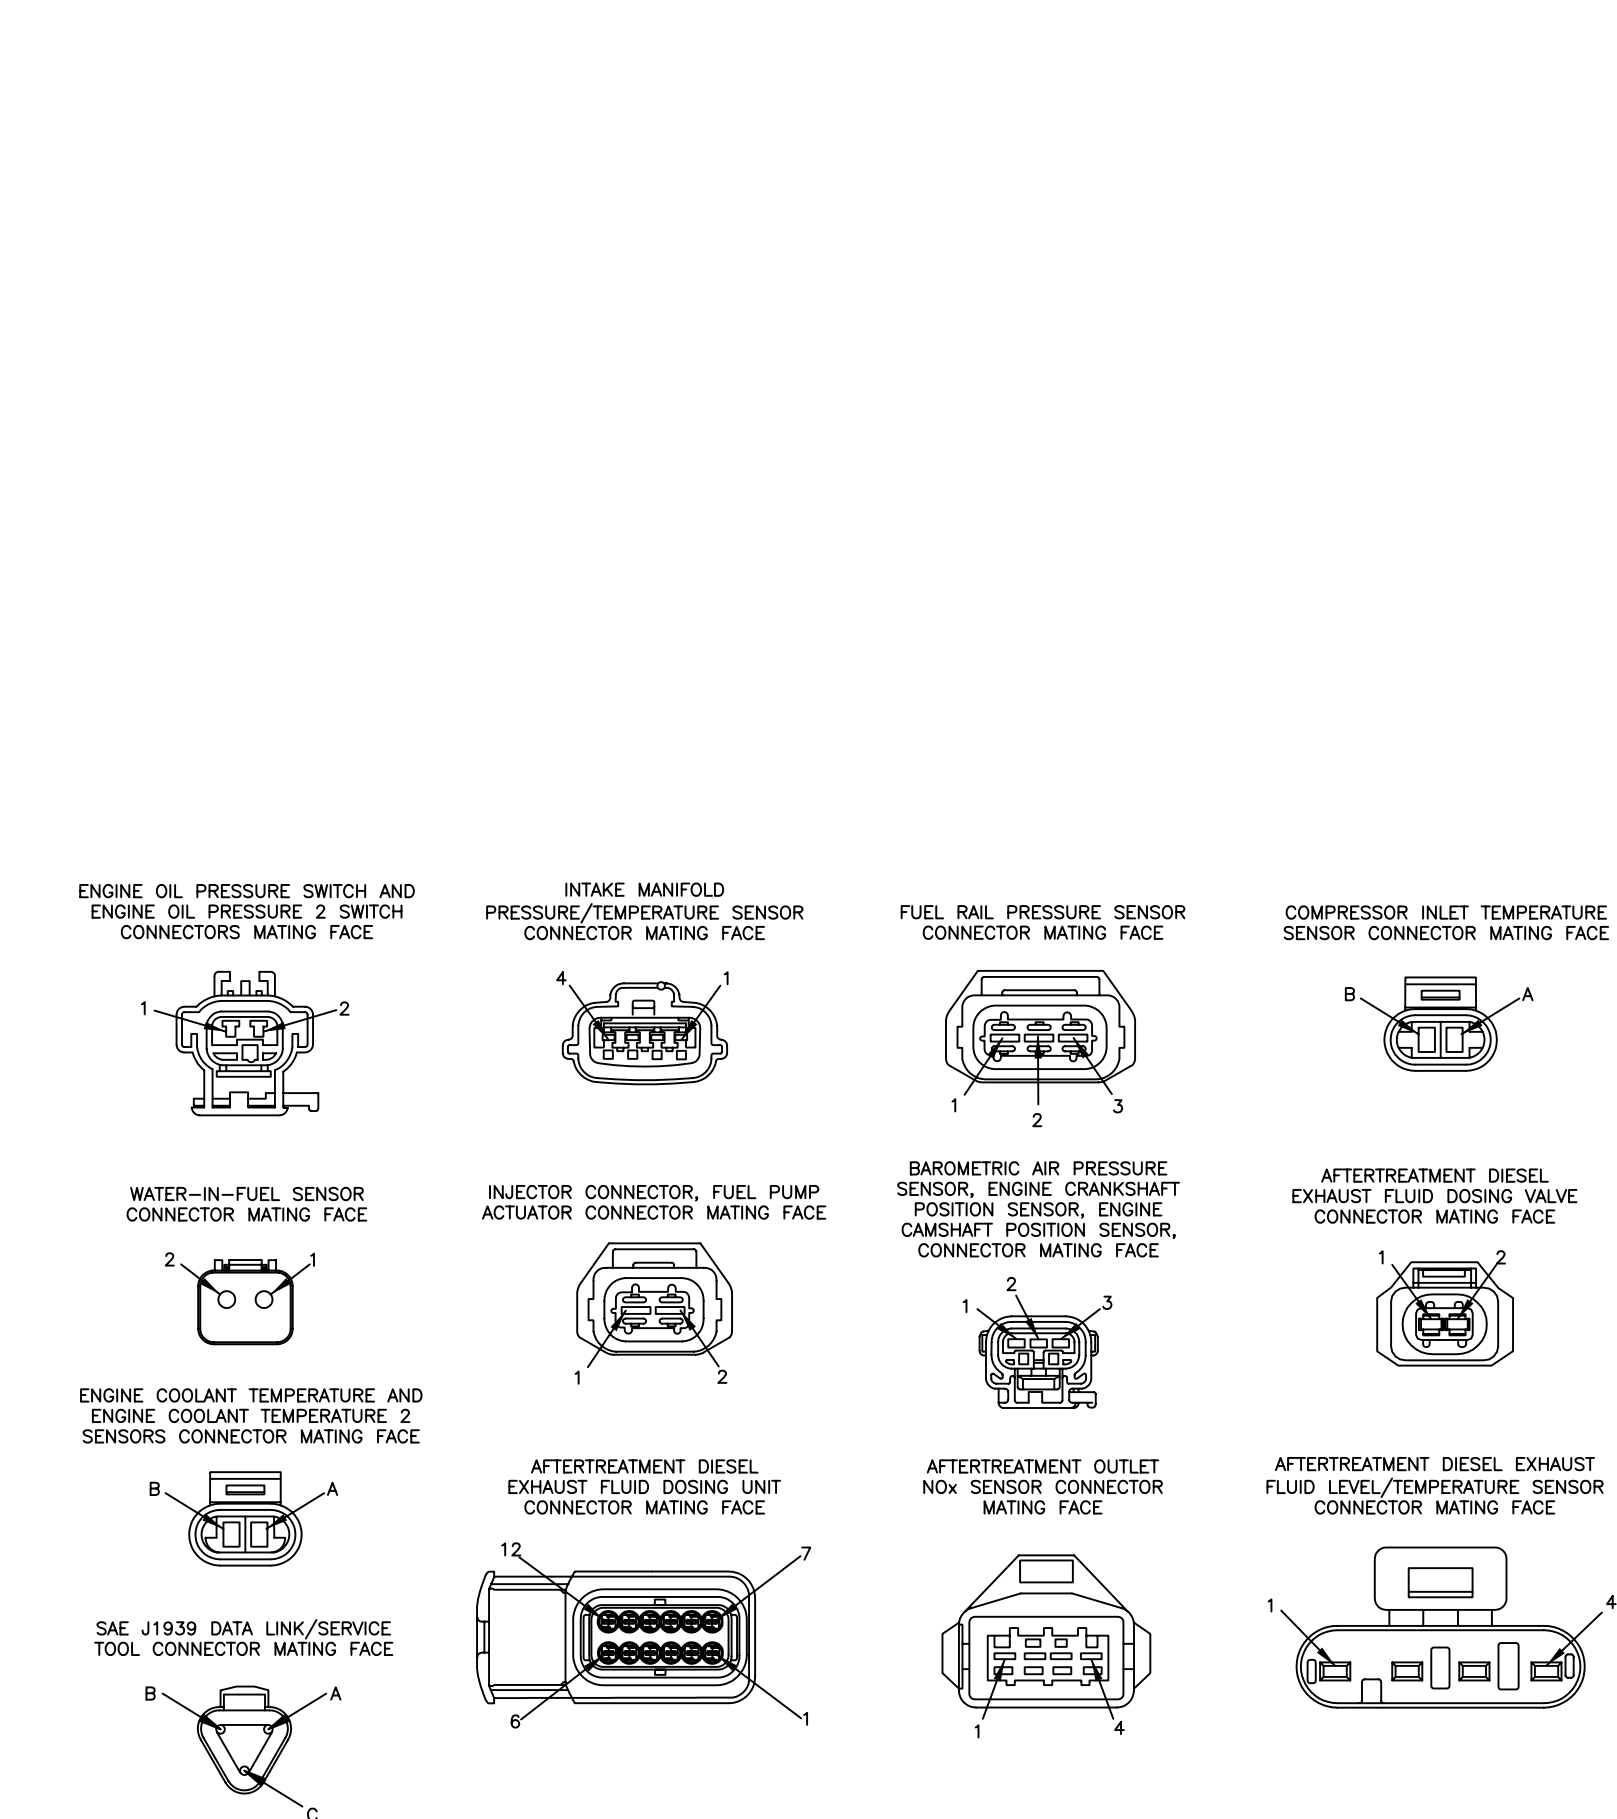 ENGINE OIL PRESSURE SWITCH AND
ENGINE OIL PRESSURE 2 SWITCH
CONNECTORS MATING FACE
1
2
INTAKE MANIFOLD
PRESSURE/TEMPERATURE SENSOR
CONNECTOR MATING FACE
4
1
FUEL RAIL PRESSURE SENSOR
CONNECTOR MATING FACE
1
2
3
COMPRESSOR INLET TEMPERATURE
SENSOR CONNECTOR MATING FACE
B
A
WATER-IN-FUEL SENSOR
CONNECTOR MATING FACE
2
1
INJECTOR CONNECTOR, FUEL PUMP
ACTUATOR CONNECTOR MATING FACE
1
2
BAROMETRIC AIR PRESSURE
SENSOR, ENGINE CRANKSHAFT
POSITION SENSOR, ENGINE
CAMSHAFT POSITION SENSOR,
CONNECTOR MATING FACE
1
2
3
AFTERTREATMENT DIESEL
EXHAUST FLUID DOSING VALVE
CONNECTOR MATING FACE
1
2
ENGINE COOLANT TEMPERATURE AND
ENGINE COOLANT TEMPERATURE 2
SENSORS CONNECTOR MATING FACE
B
A
AFTERTREATMENT DIESEL
EXHAUST FLUID DOSING UNIT
CONNECTOR MATING FACE
12
7
6
1
AFTERTREATMENT OUTLET
NOx SENSOR CONNECTOR
MATING FACE
1
4
AFTERTREATMENT DIESEL EXHAUST
FLUID LEVEL/TEMPERATURE SENSOR
CONNECTOR MATING FACE
1
4
SAE J1939 DATA LINK/SERVICE
TOOL CONNECTOR MATING FACE
B
A
C